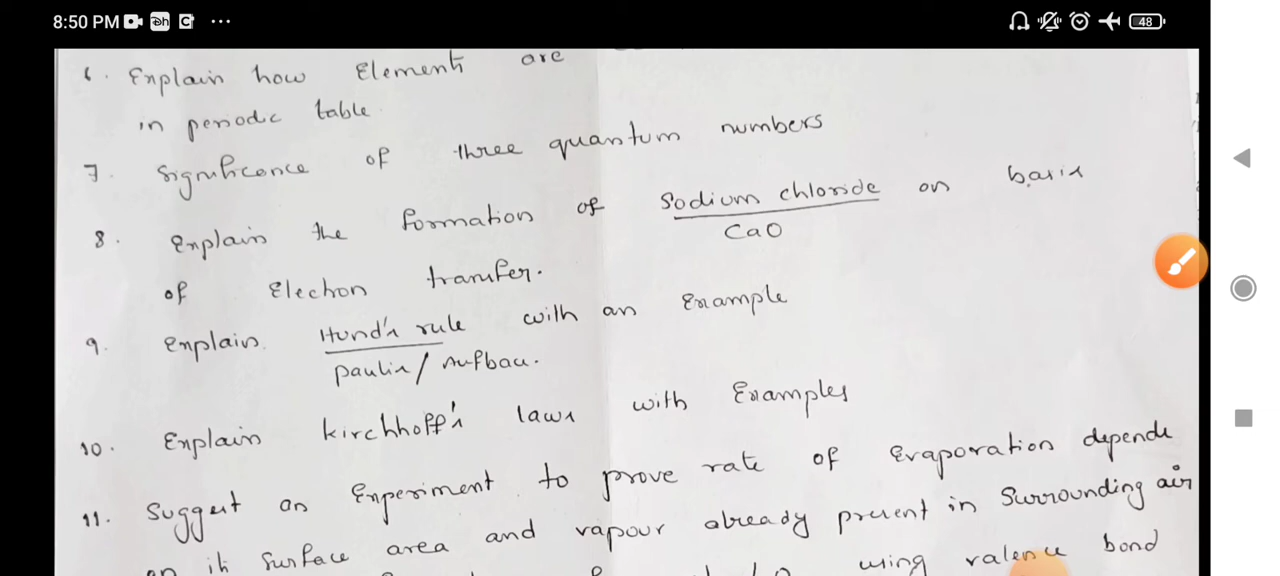 8:50 PM
48
6. Explain how Elements are
in periodic table
7. Significance of three quantum numbers
8. Explain the formation of Sodium chloride on basis
CaO
of Electron transfer.
9. Explain Hund's rule with an Example
paulis / Aufbau.
10. Explain kirchhoff's laws with Examples
11. Suggest an Experiment to prove rate of Evaporation depends
on its surface area and vapour already present in surrounding air
using valence bond